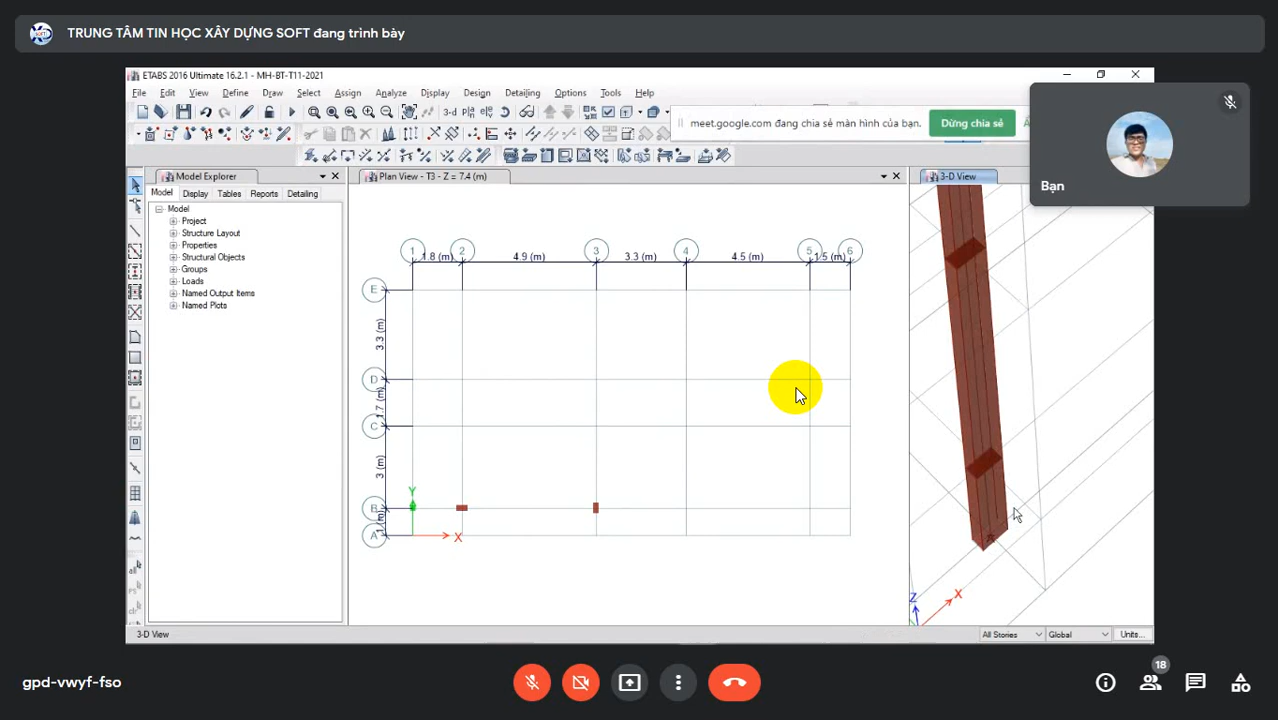 TRUNG TÂM TIN HỌC XÂY DỰNG SOFT đang trình bày
ETABS 2016 Ultimate 16.2.1 - MH-BT-T11-2021
File Edit View Define Draw Select Assign Analyze Display Design Detailing Options Tools Help
meet.google.com đang chia sẻ màn hình của bạn.
Dừng chia sẻ
Bạn
Model Explorer
Plan View - T3 - Z = 7.4 (m)
3-D View
Model Display Tables Reports Detailing
Model
Project
Structure Layout
Properties
Structural Objects
Groups
Loads
Named Output Items
Named Plots
1 2 3 4 5 6
1.8 (m) 4.9 (m) 3.3 (m) 4.5 (m) 1.5 (m)
E
3.3 (m)
D
1.7 (m)
C
3 (m)
B
1 (m)
A
Y
X
Z
X
3-D View
All Stories
Global
Units...
gpd-vwyf-fso
18